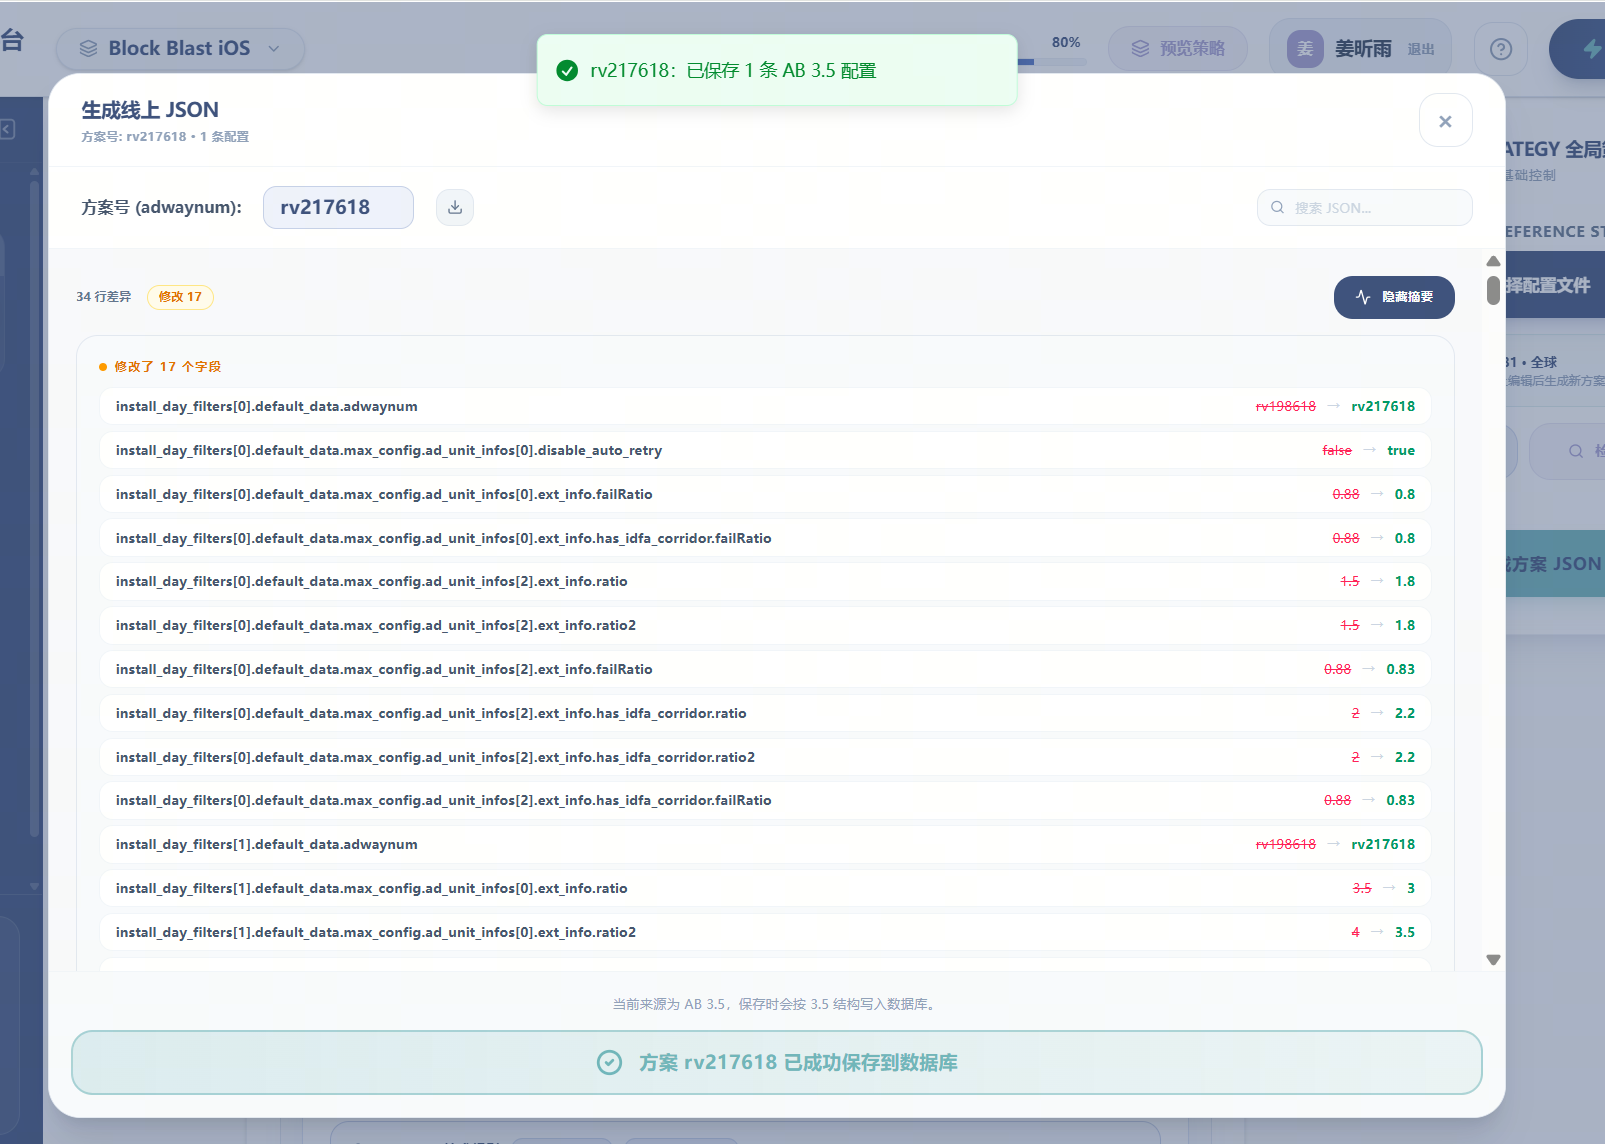 台
Block Blast iOS
80%
预览策略
姜
姜昕雨
退出
rv217618：已保存 1 条 AB 3.5 配置
生成线上 JSON
方案号: rv217618 • 1 条配置
方案号 (adwaynum):
rv217618
搜索 JSON...
34 行差异
修改 17
隐藏摘要
修改了 17 个字段
install_day_filters[0].default_data.adwaynum rv198618 → rv217618
install_day_filters[0].default_data.max_config.ad_unit_infos[0].disable_auto_retry false → true
install_day_filters[0].default_data.max_config.ad_unit_infos[0].ext_info.failRatio 0.88 → 0.8
install_day_filters[0].default_data.max_config.ad_unit_infos[0].ext_info.has_idfa_corridor.failRatio 0.88 → 0.8
install_day_filters[0].default_data.max_config.ad_unit_infos[2].ext_info.ratio 1.5 → 1.8
install_day_filters[0].default_data.max_config.ad_unit_infos[2].ext_info.ratio2 1.5 → 1.8
install_day_filters[0].default_data.max_config.ad_unit_infos[2].ext_info.failRatio 0.88 → 0.83
install_day_filters[0].default_data.max_config.ad_unit_infos[2].ext_info.has_idfa_corridor.ratio 2 → 2.2
install_day_filters[0].default_data.max_config.ad_unit_infos[2].ext_info.has_idfa_corridor.ratio2 2 → 2.2
install_day_filters[0].default_data.max_config.ad_unit_infos[2].ext_info.has_idfa_corridor.failRatio 0.88 → 0.83
install_day_filters[1].default_data.adwaynum rv198618 → rv217618
install_day_filters[1].default_data.max_config.ad_unit_infos[0].ext_info.ratio 3.5 → 3
install_day_filters[1].default_data.max_config.ad_unit_infos[0].ext_info.ratio2 4 → 3.5
当前来源为 AB 3.5，保存时会按 3.5 结构写入数据库。
方案 rv217618 已成功保存到数据库
ATEGY 全局
基础控制
EFERENCE ST
择配置文件
31 • 全球
编辑后生成新方案
方案 JSON